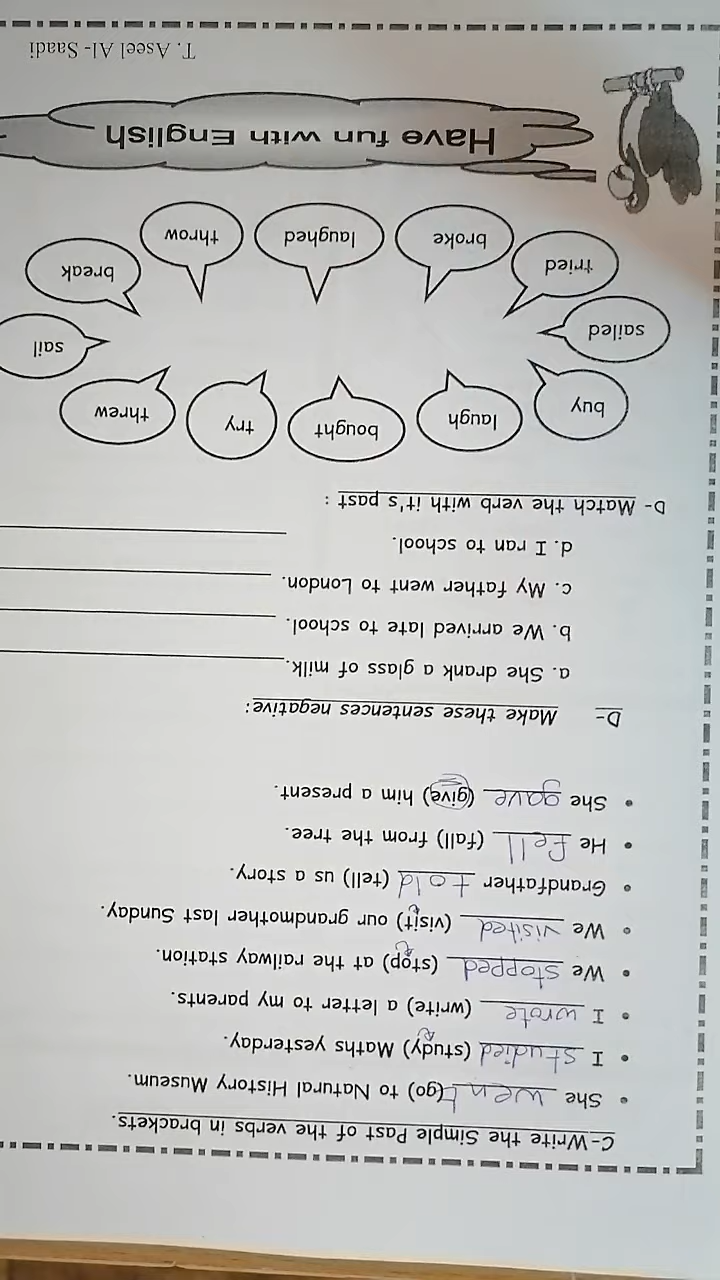 C-Write the Simple Past of the verbs in brackets.
• She went (go) to Natural History Museum.
• I studied (study) Maths yesterday.
• I wrote (write) a letter to my parents.
• We stopped (stop) at the railway station.
• We visited (visit) our grandmother last Sunday.
• Grandfather told (tell) us a story.
• He fell (fall) from the tree.
• She gave (give) him a present.
D- Make these sentences negative:
a. She drank a glass of milk.
b. We arrived late to school.
c. My father went to London.
d. I ran to school.
D- Match the verb with it's past :
buy laugh bought try threw
sailed sail
tried broke laughed throw break
Have fun with English
T. Aseel Al- Saadi